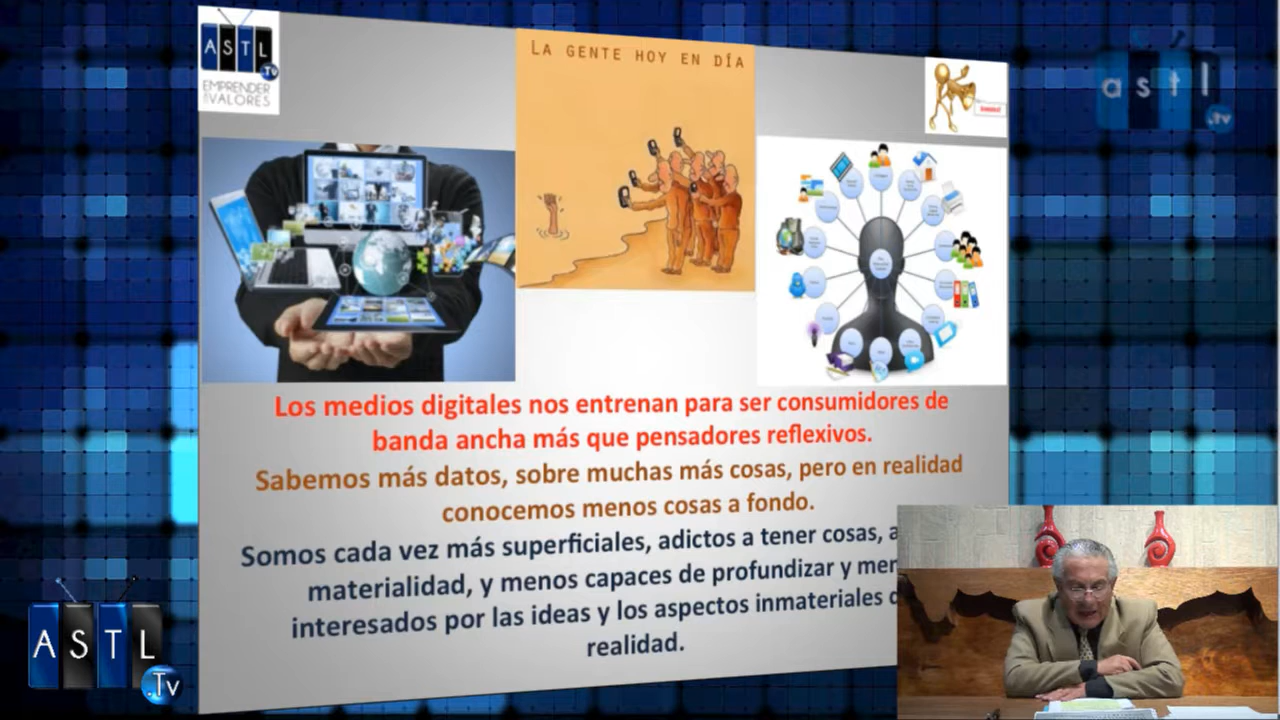 ASTL
Tv
EMPRENDER
CON VALORES
LA GENTE HOY EN DÍA
astl
.tv
Los medios digitales nos entrenan para ser consumidores de
banda ancha más que pensadores reflexivos.
Sabemos más datos, sobre muchas más cosas, pero en realidad
conocemos menos cosas a fondo.
Somos cada vez más superficiales, adictos a tener cosas,
materialidad, y menos capaces de profundizar y
interesados por las ideas y los aspectos inmateriales
realidad.
ASTL
.Tv